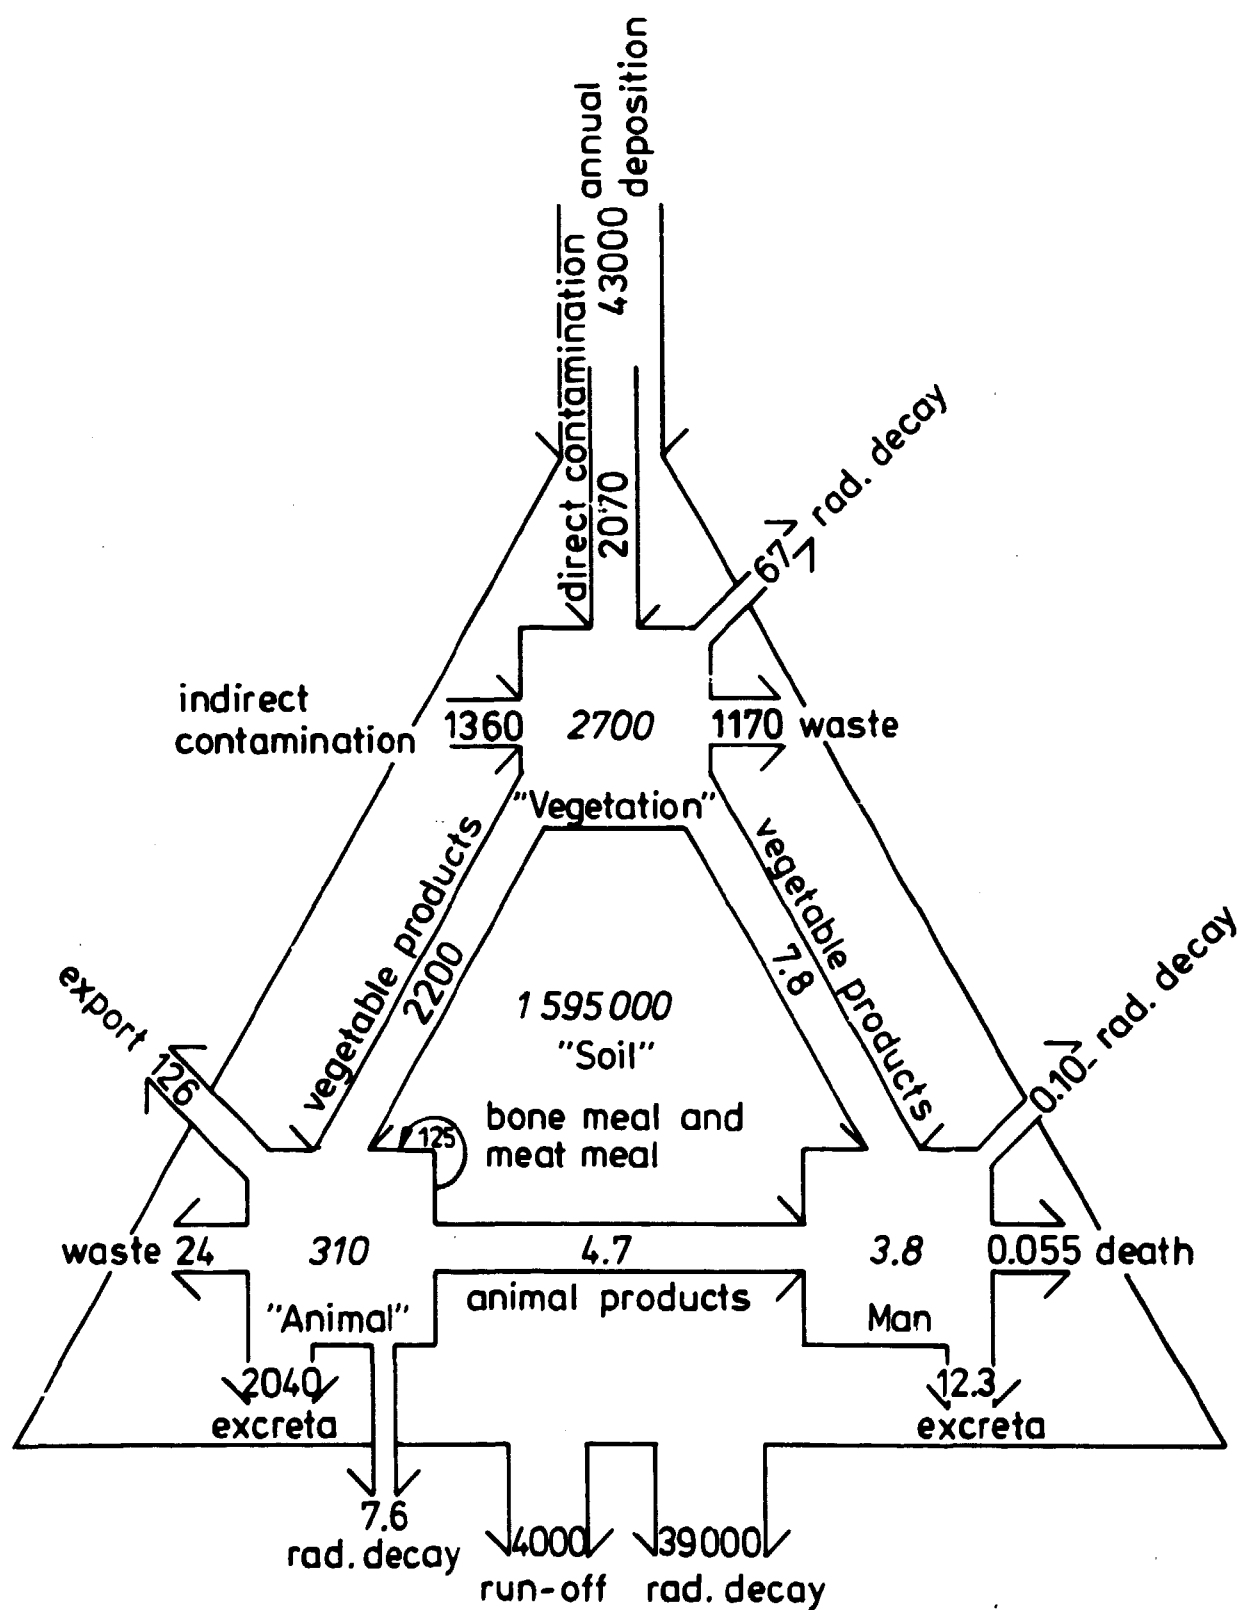 annual
deposition
43000
direct contamination
2070
67 rad. decay
indirect
contamination
1360
2700
1170 waste
"Vegetation"
vegetable products
2200
vegetable products
7.8
1 595 000
"Soil"
export 126
0.10 rad. decay
125
bone meal and
meat meal
waste 24
310
4.7
3.8
0.055 death
animal products
"Animal"
Man
2040
excreta
12.3
excreta
7.6
rad. decay
4000
run-off
39000
rad. decay